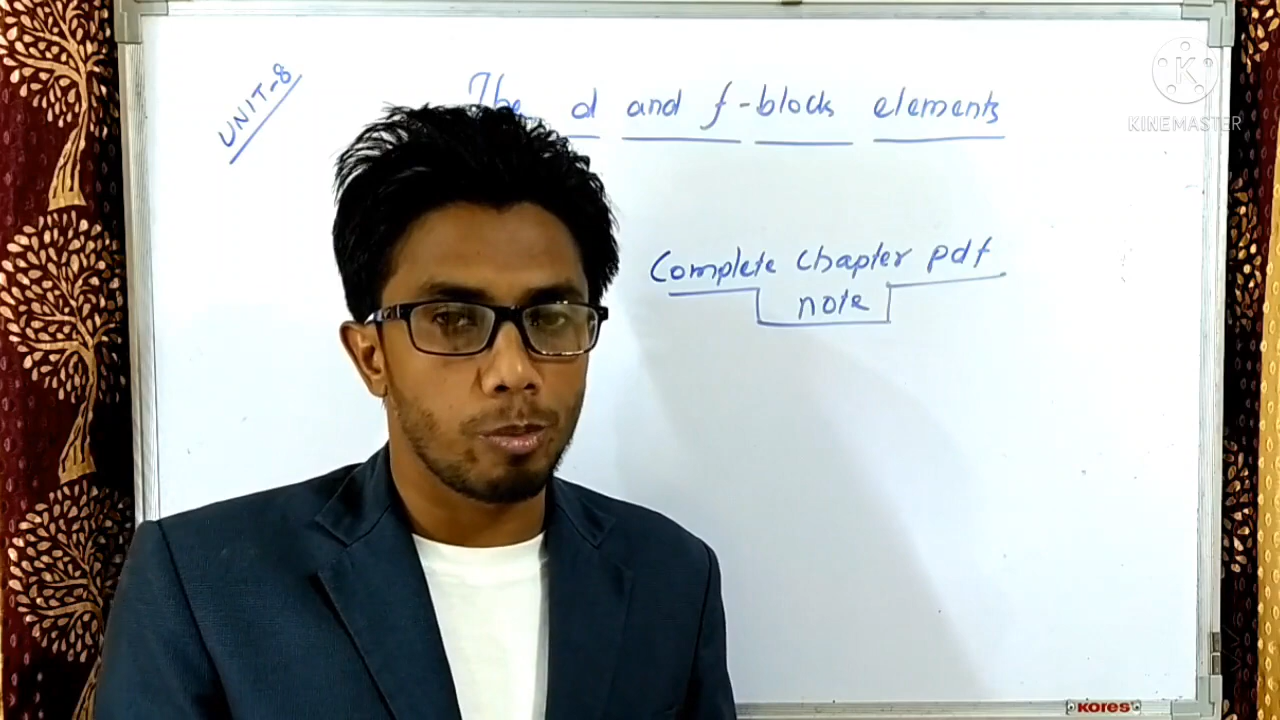 UNIT-8
The d and f-block elements
Complete chapter pdf
note
K
KINEMASTER
KORES